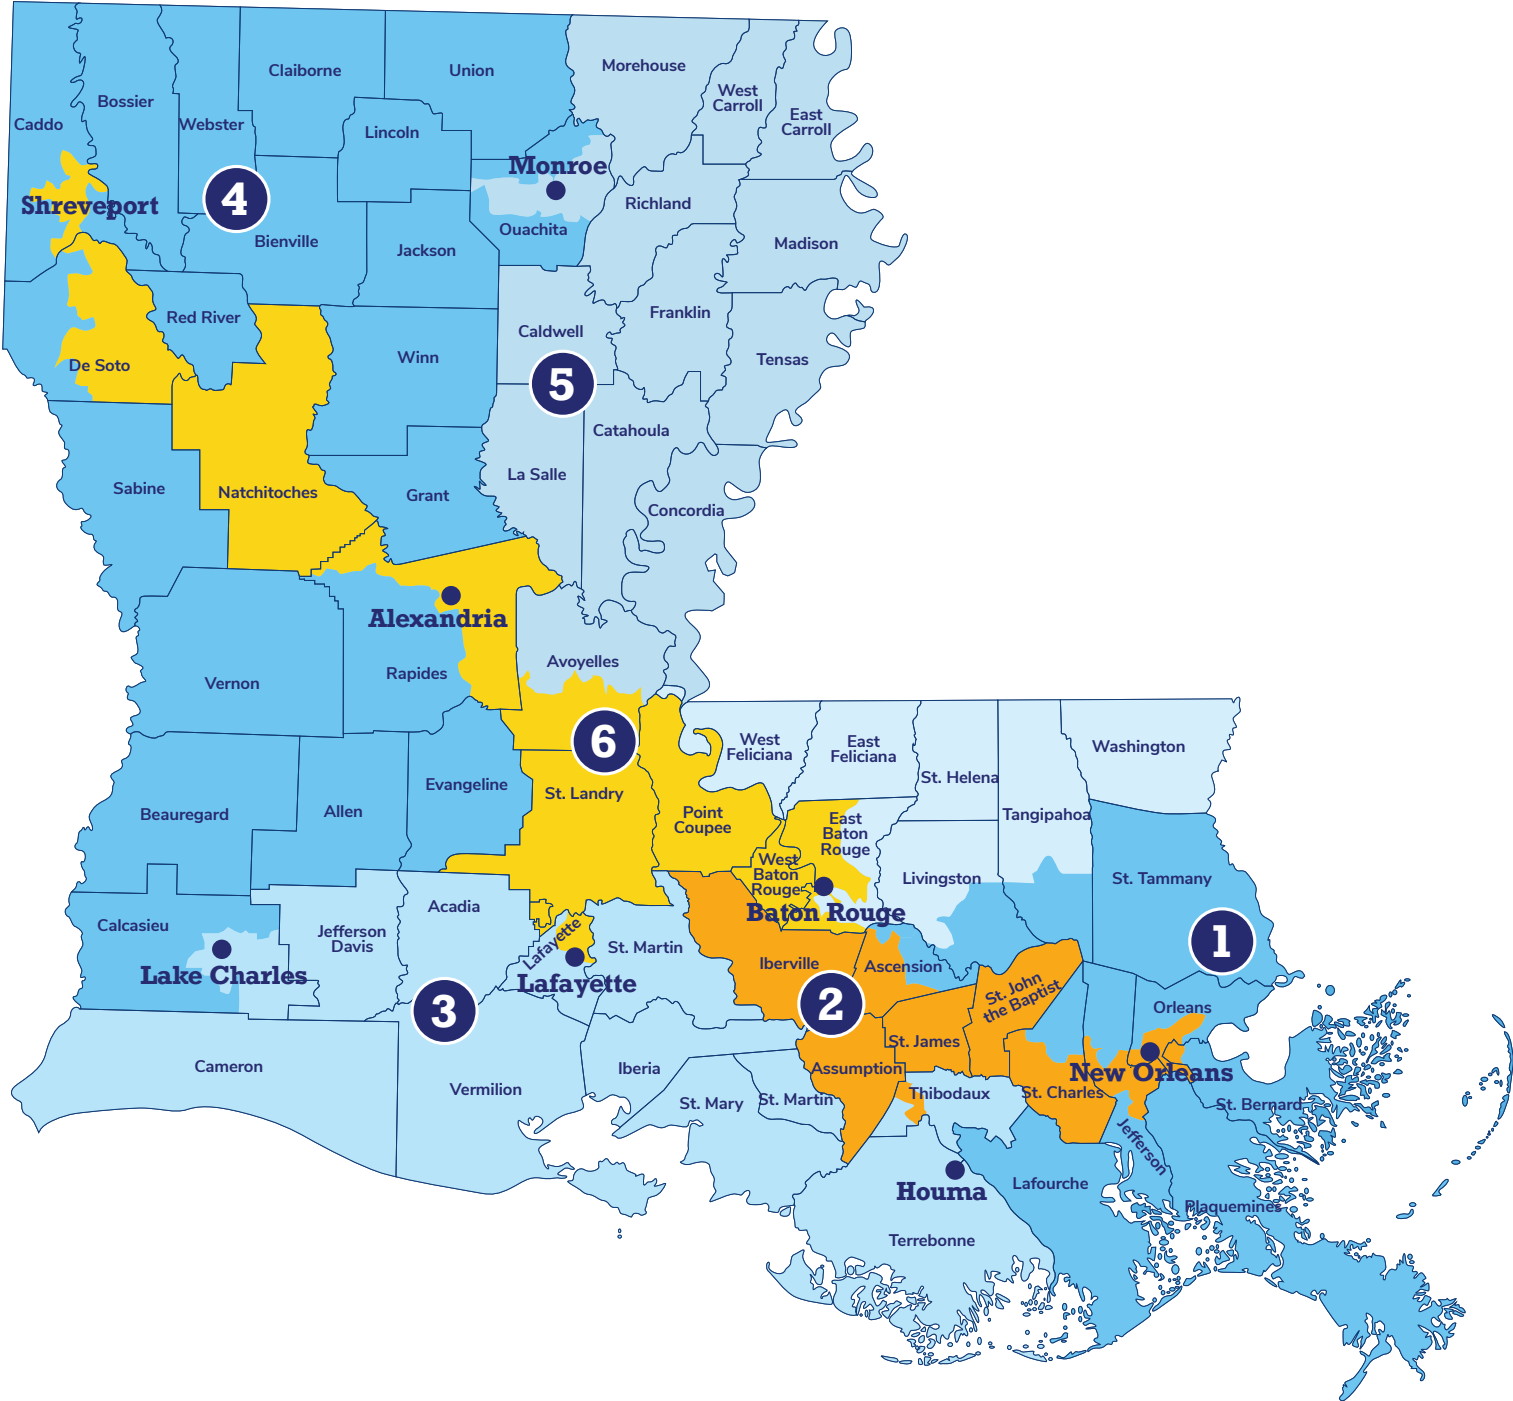 Morehouse
Claiborne
Union
West
Carroll
Bossier
East
Carroll
Caddo
Webster
Lincoln
Monroe
4
Shreveport
Richland
Ouachita
Bienville
Jackson
Madison
Red River
Franklin
Caldwell
Winn
De Soto
Tensas
5
Catahoula
La Salle
Sabine
Natchitoches
Grant
Concordia
Alexandria
Avoyelles
Rapides
Vernon
6
West
Feliciana
East
Feliciana
Washington
St. Helena
Evangeline
St. Landry
Beauregard
Allen
Point
Coupee
Tangipahoa
East
Baton
Rouge
West
Baton
Rouge
Livingston
St. Tammany
Baton Rouge
Acadia
Calcasieu
Jefferson
Davis
Lafayette
St. Martin
1
Lake Charles
Iberville
Ascension
Lafayette
St. John
the Baptist
3
2
Orleans
St. James
Cameron
Iberia
Assumption
New Orleans
Vermilion
Thibodaux
St. Charles
St. Mary
St. Martin
St. Bernard
Jefferson
Houma
Lafourche
Plaquemines
Terrebonne